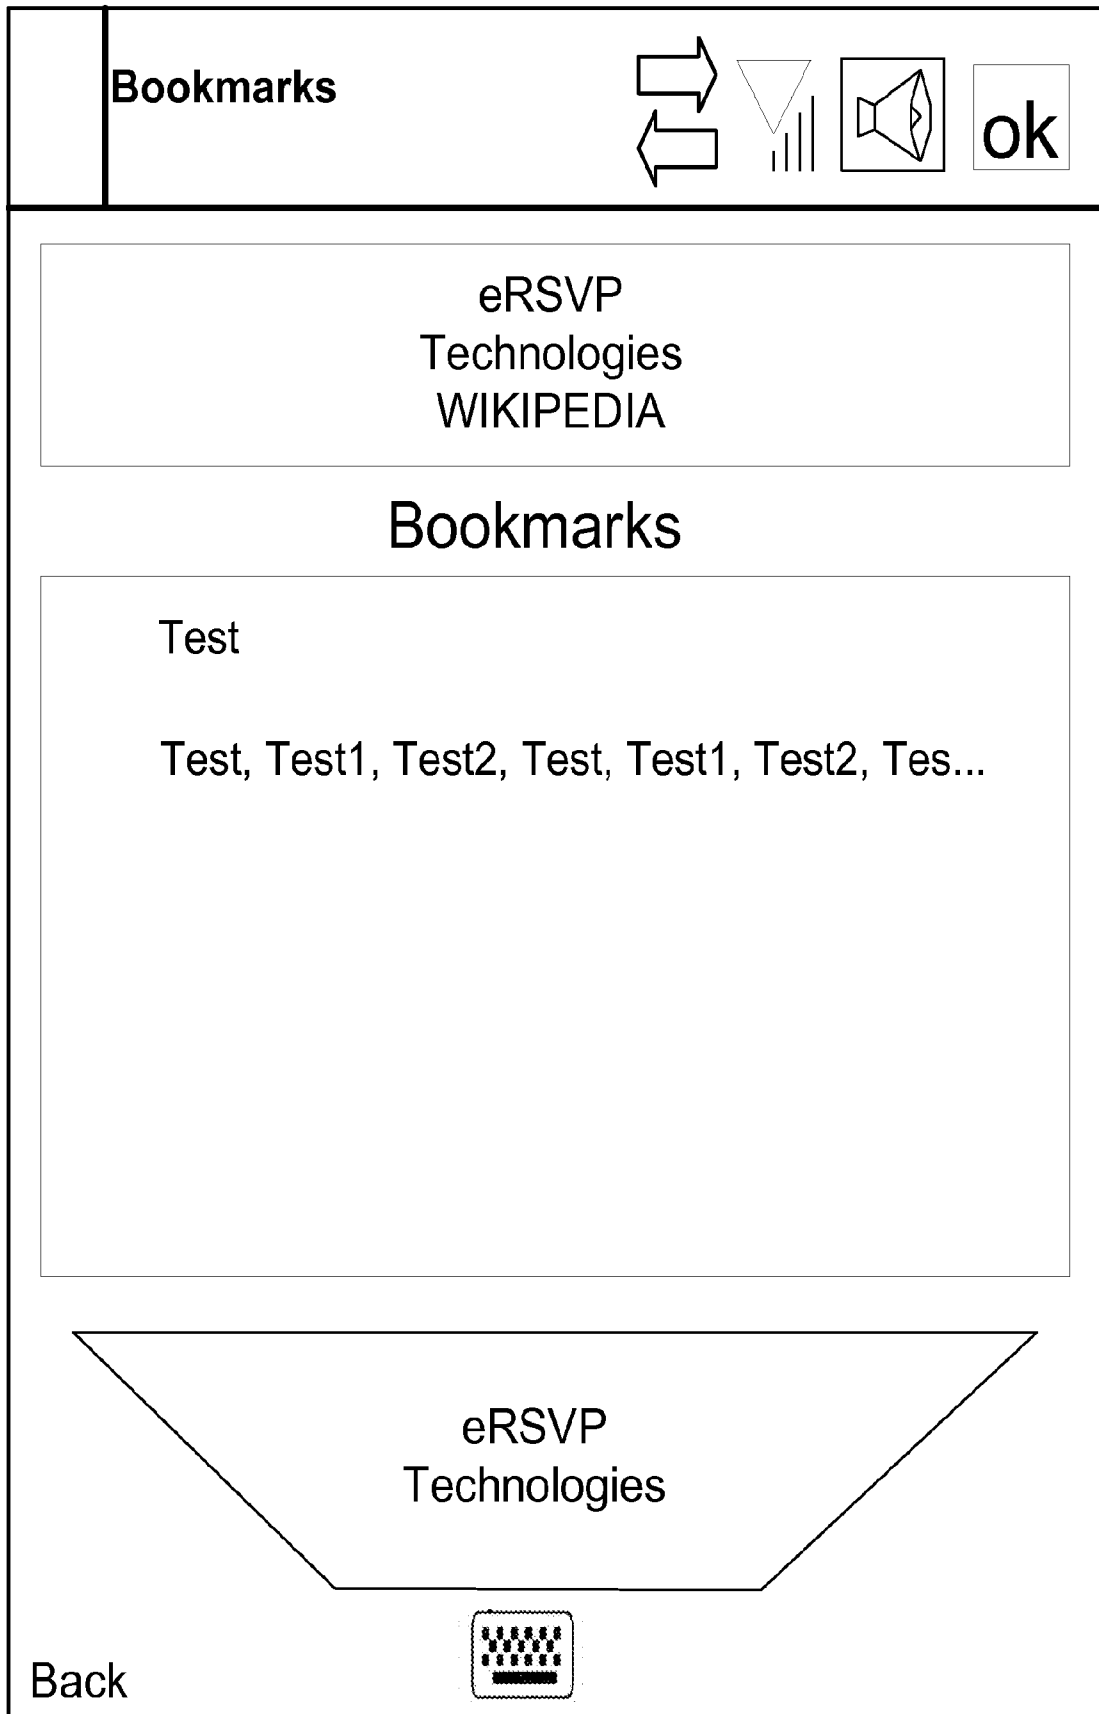 Bookmarks
ok
eRSVP
Technologies
WIKIPEDIA
Bookmarks
Test
Test, Test1, Test2, Test, Test1, Test2, Tes...
eRSVP
Technologies
Back